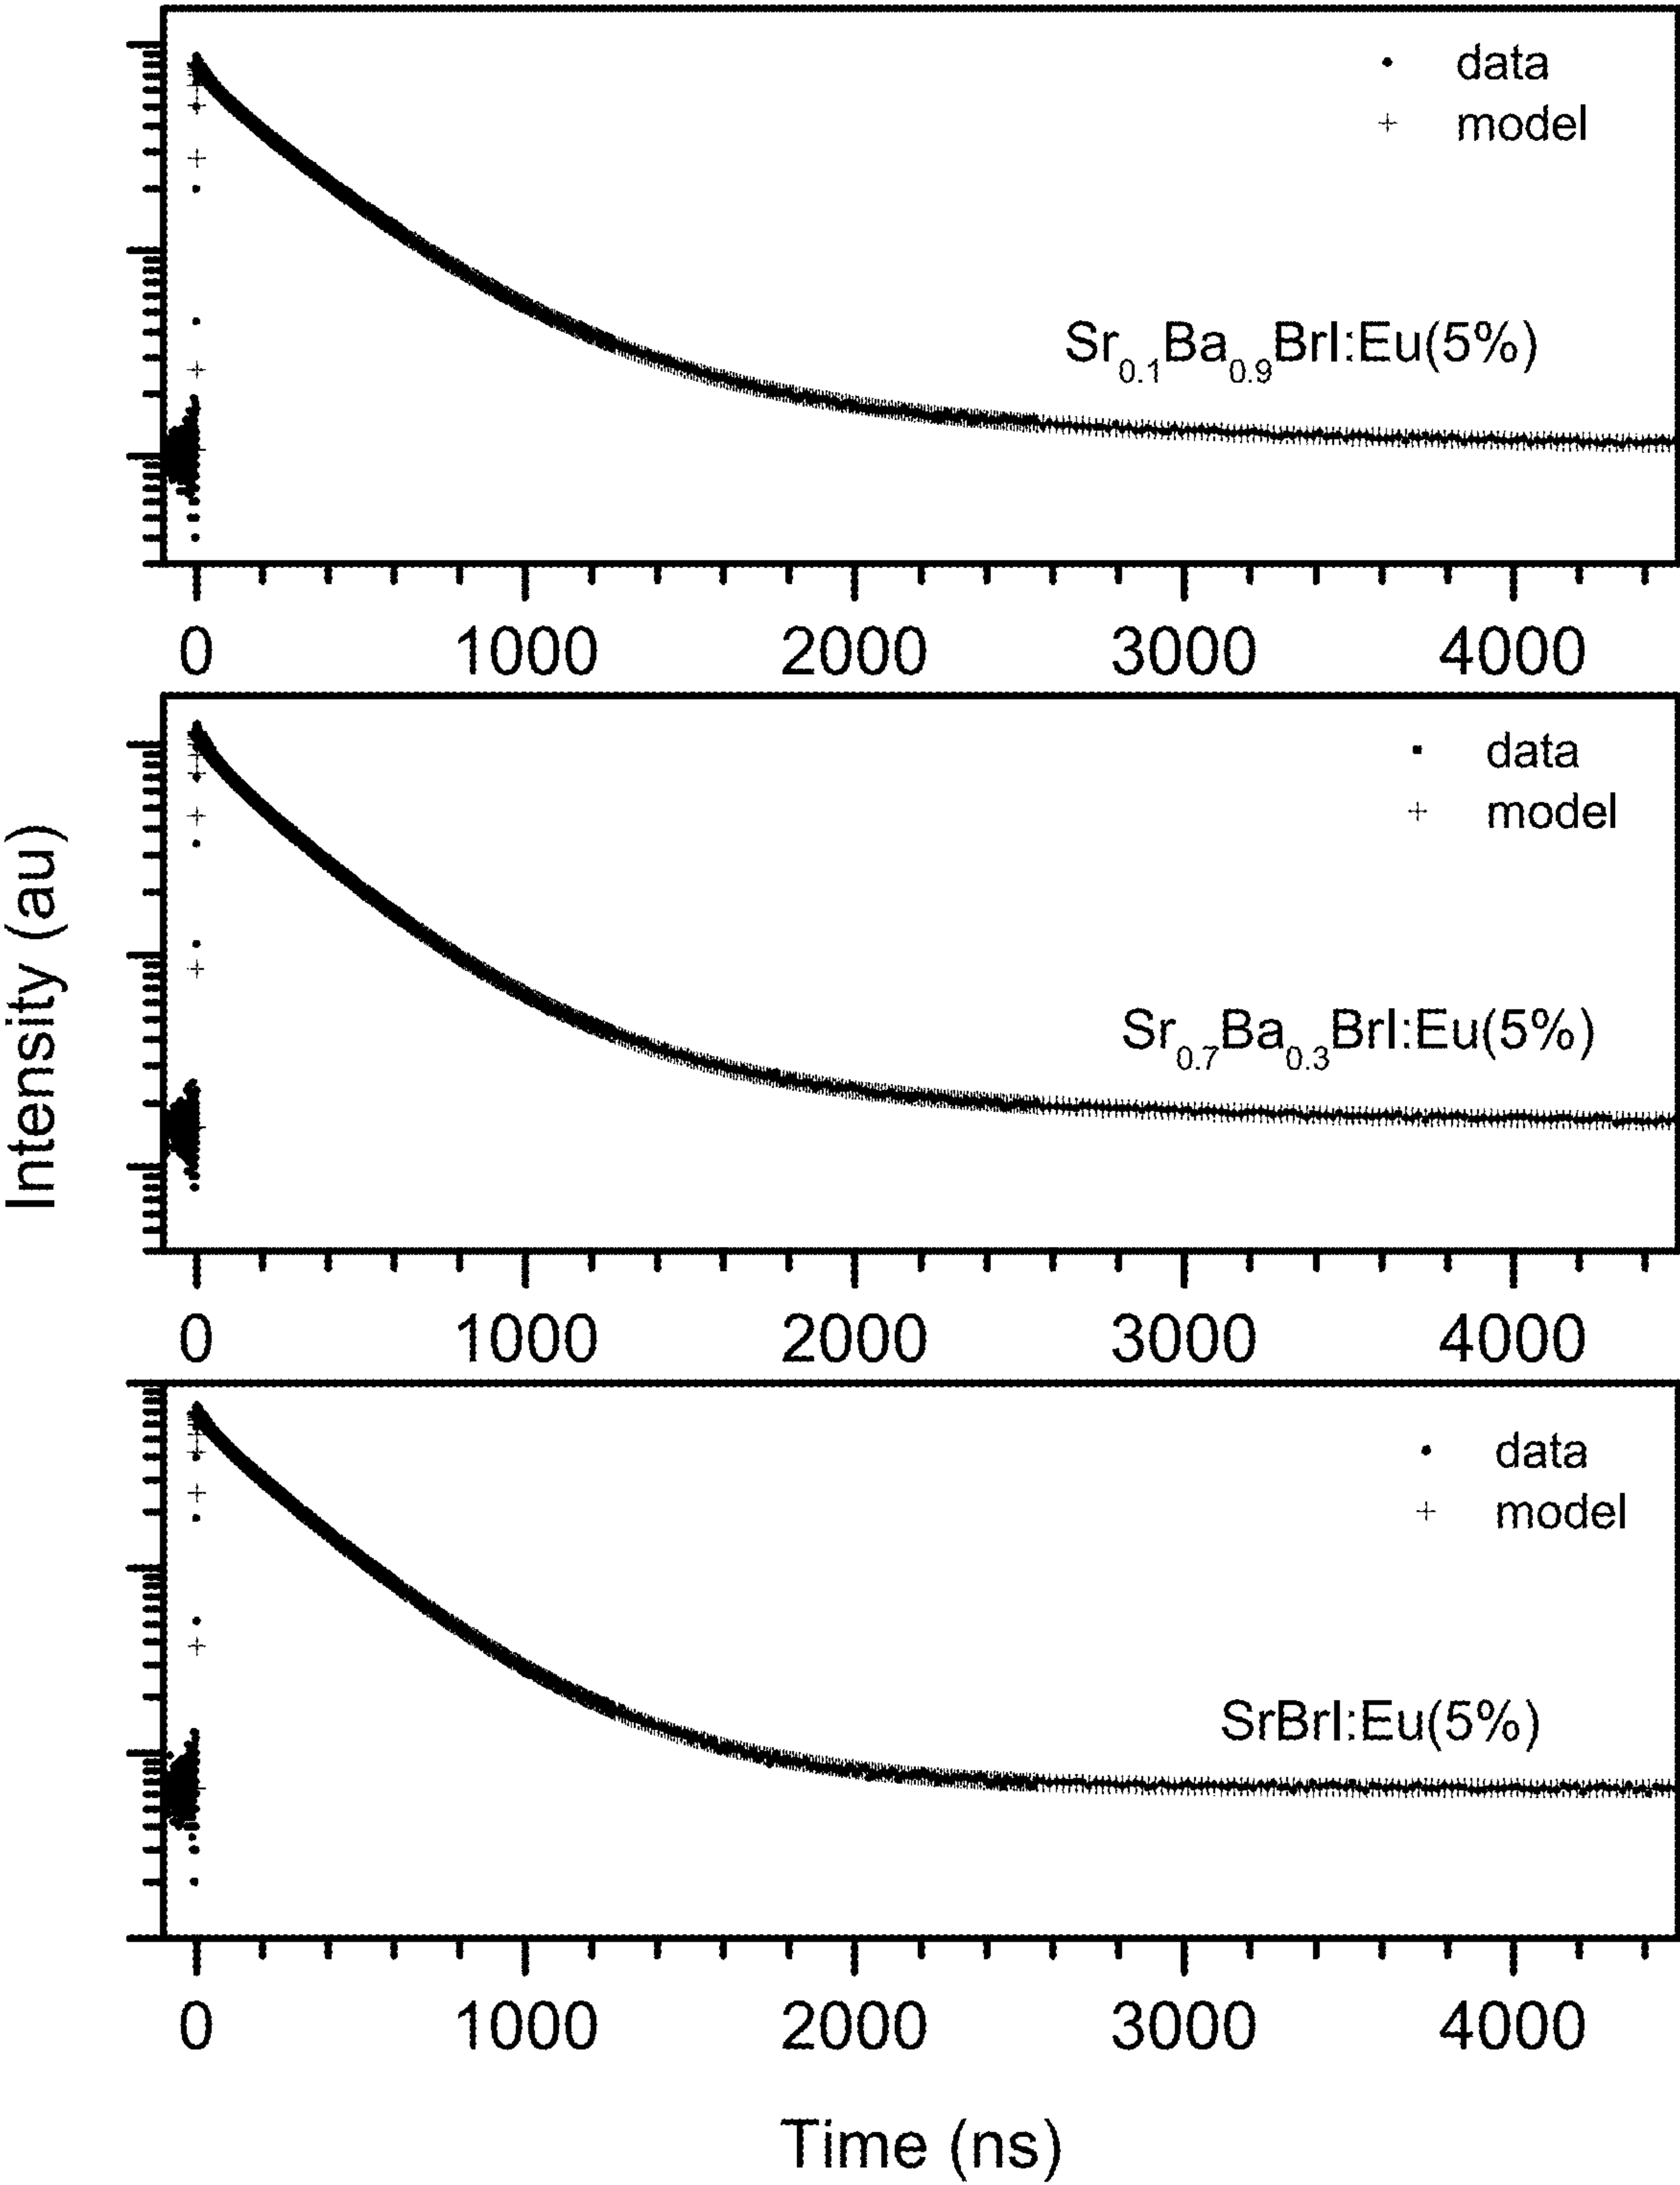 data
model
Sr0.1Ba0.9BrI:Eu(5%)
0 1000 2000 3000 4000
data
model
Sr0.7Ba0.3BrI:Eu(5%)
Intensity (au)
0 1000 2000 3000 4000
data
model
SrBrI:Eu(5%)
0 1000 2000 3000 4000
Time (ns)